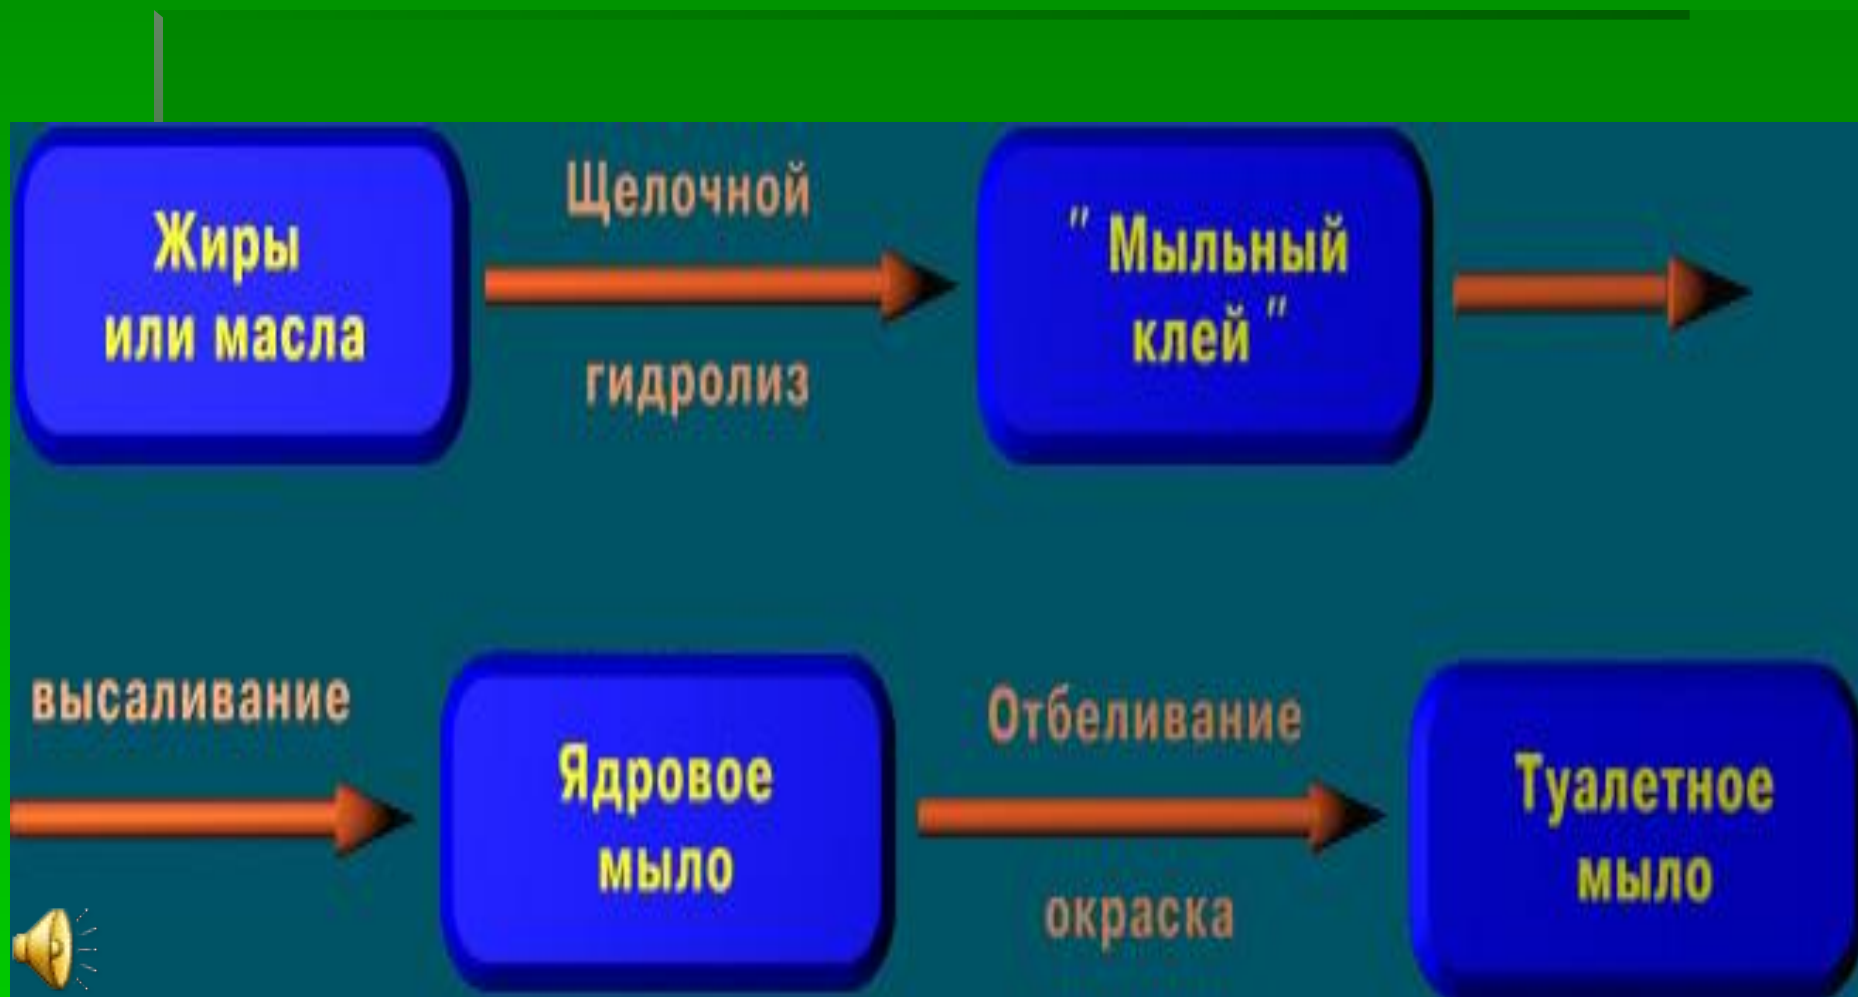 Жиры
или масла
Щелочной
гидролиз
" Мыльный
клей "
высаливание
Ядровое
мыло
Отбеливание
окраска
Туалетное
мыло